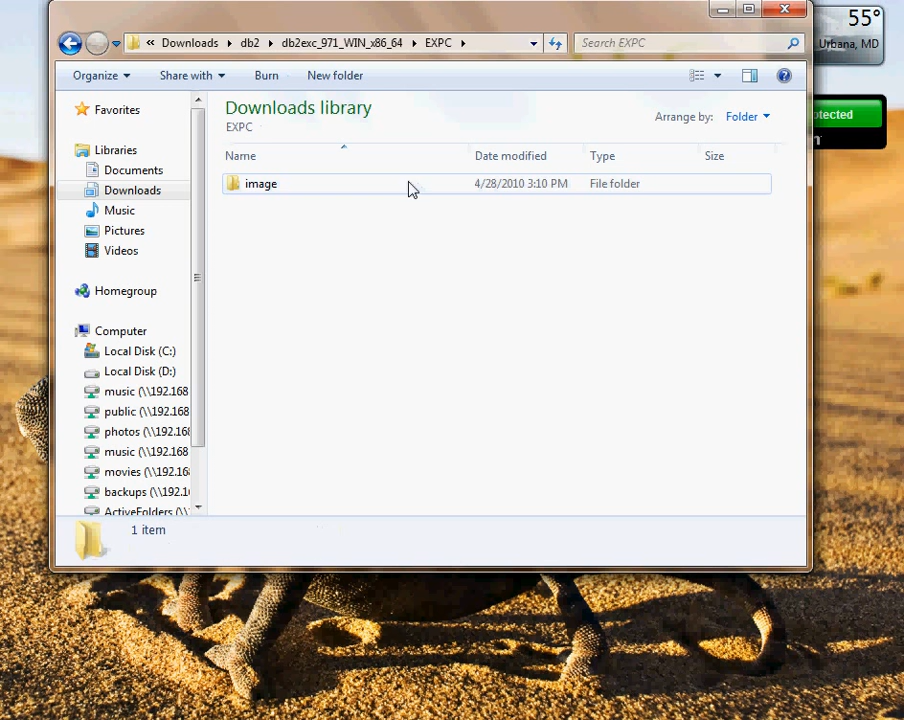 « Downloads db2 db2exc_971_WIN_x86_64 EXPC
Search EXPC
55°
Urbana, MD
Organize Share with Burn New folder
Favorites
Libraries
Documents
Downloads
Music
Pictures
Videos
Homegroup
Computer
Local Disk (C:)
Local Disk (D:)
music (\\192.168
public (\\192.168
photos (\\192.168
music (\\192.168
movies (\\192.168
backups (\\192.1
ActiveFolders (\\
Downloads library
EXPC
Arrange by: Folder
Name Date modified Type Size
image 4/28/2010 3:10 PM File folder
otected
1 item